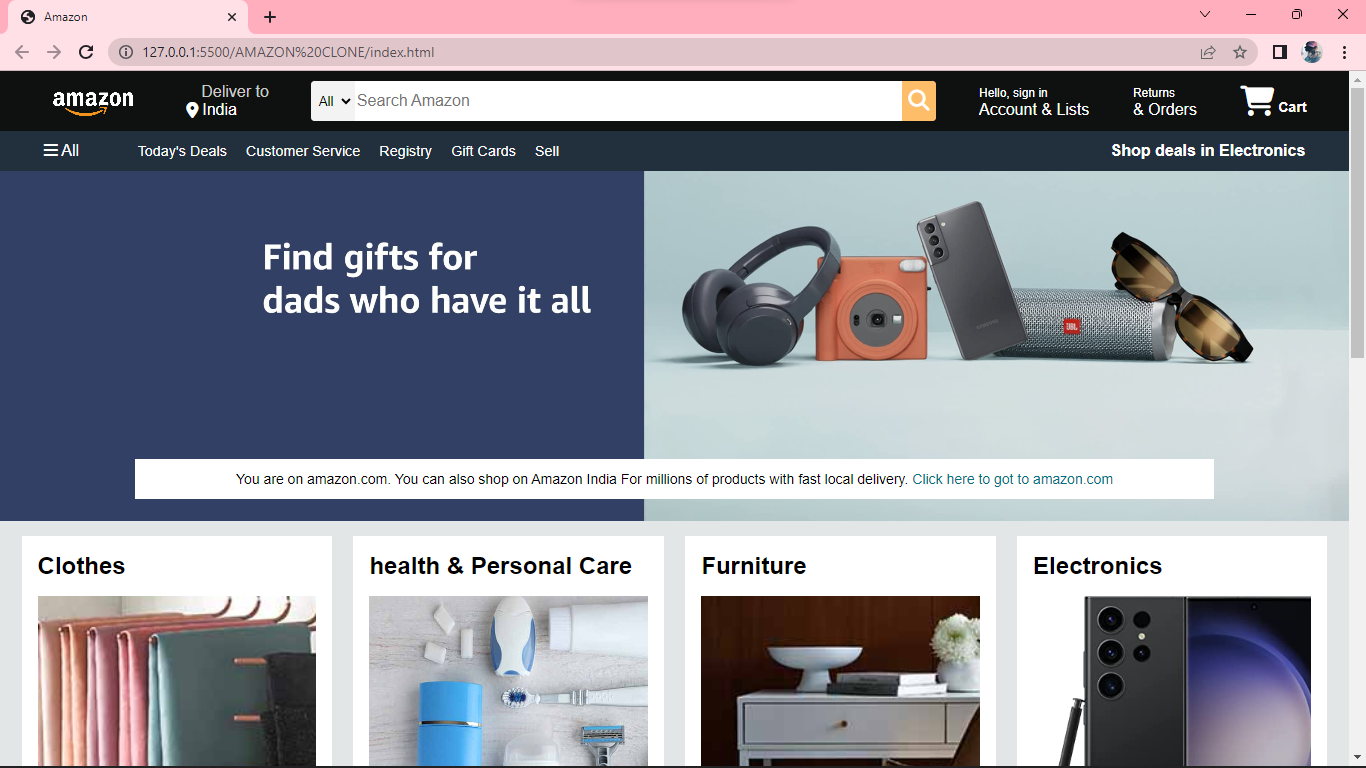 Amazon
127.0.0.1:5500/AMAZON%20CLONE/index.html
amazon
Deliver to
India
All
Search Amazon
Hello, sign in
Account & Lists
Returns
& Orders
Cart
All
Today's Deals
Customer Service
Registry
Gift Cards
Sell
Shop deals in Electronics
Find gifts for
dads who have it all
SAMSUNG
JBL
You are on amazon.com. You can also shop on Amazon India For millions of products with fast local delivery. Click here to got to amazon.com
Clothes
health & Personal Care
Furniture
Electronics